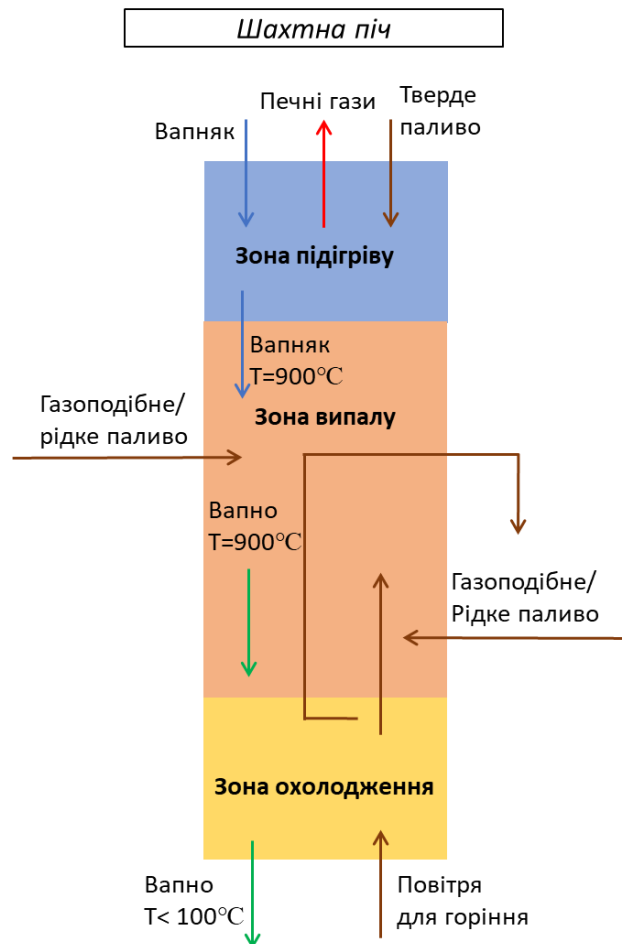 Шахтна піч
Печні гази
Тверде
паливо
Вапняк
Зона підігріву
Вапняк
T=900℃
Зона випалу
Газоподібне/
рідке паливо
Вапно
T=900℃
Газоподібне/
Рідке паливо
Зона охолодження
Вапно
T< 100℃
Повітря
для горіння